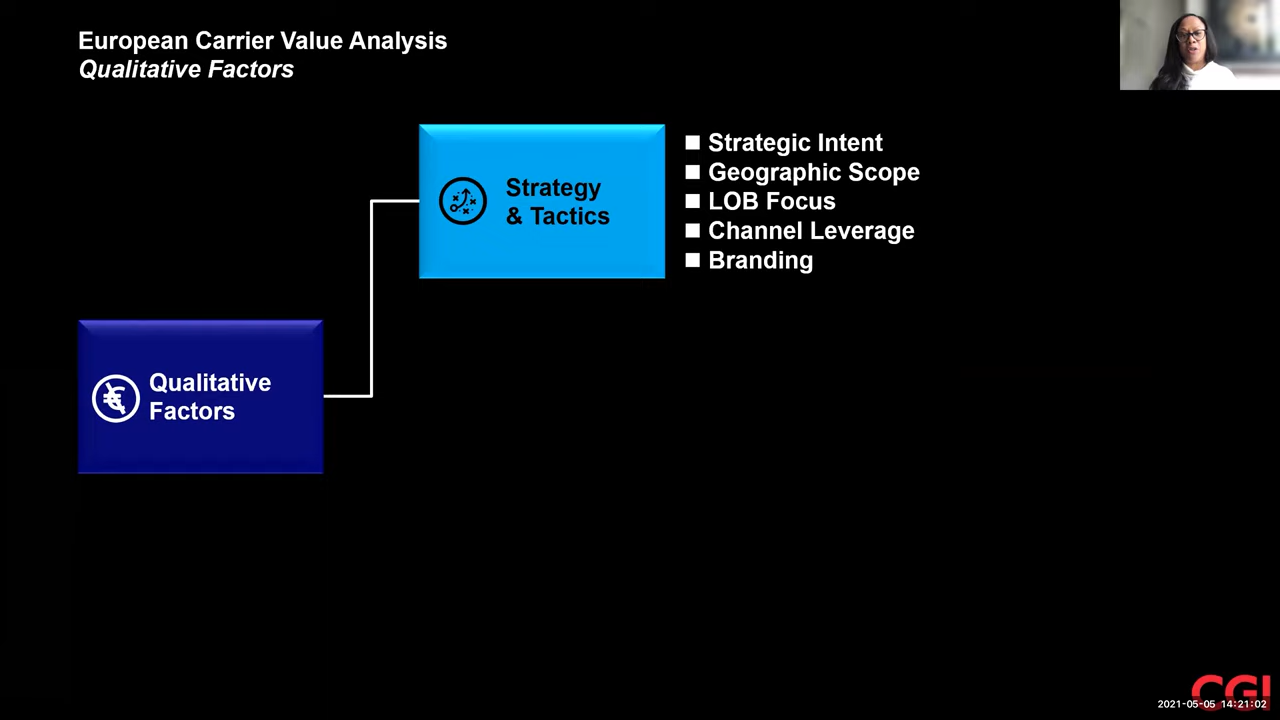 European Carrier Value Analysis
Qualitative Factors
Strategy
& Tactics
Strategic Intent
Geographic Scope
LOB Focus
Channel Leverage
Branding
Qualitative
Factors
CGI
2021-05-05 14:21:02